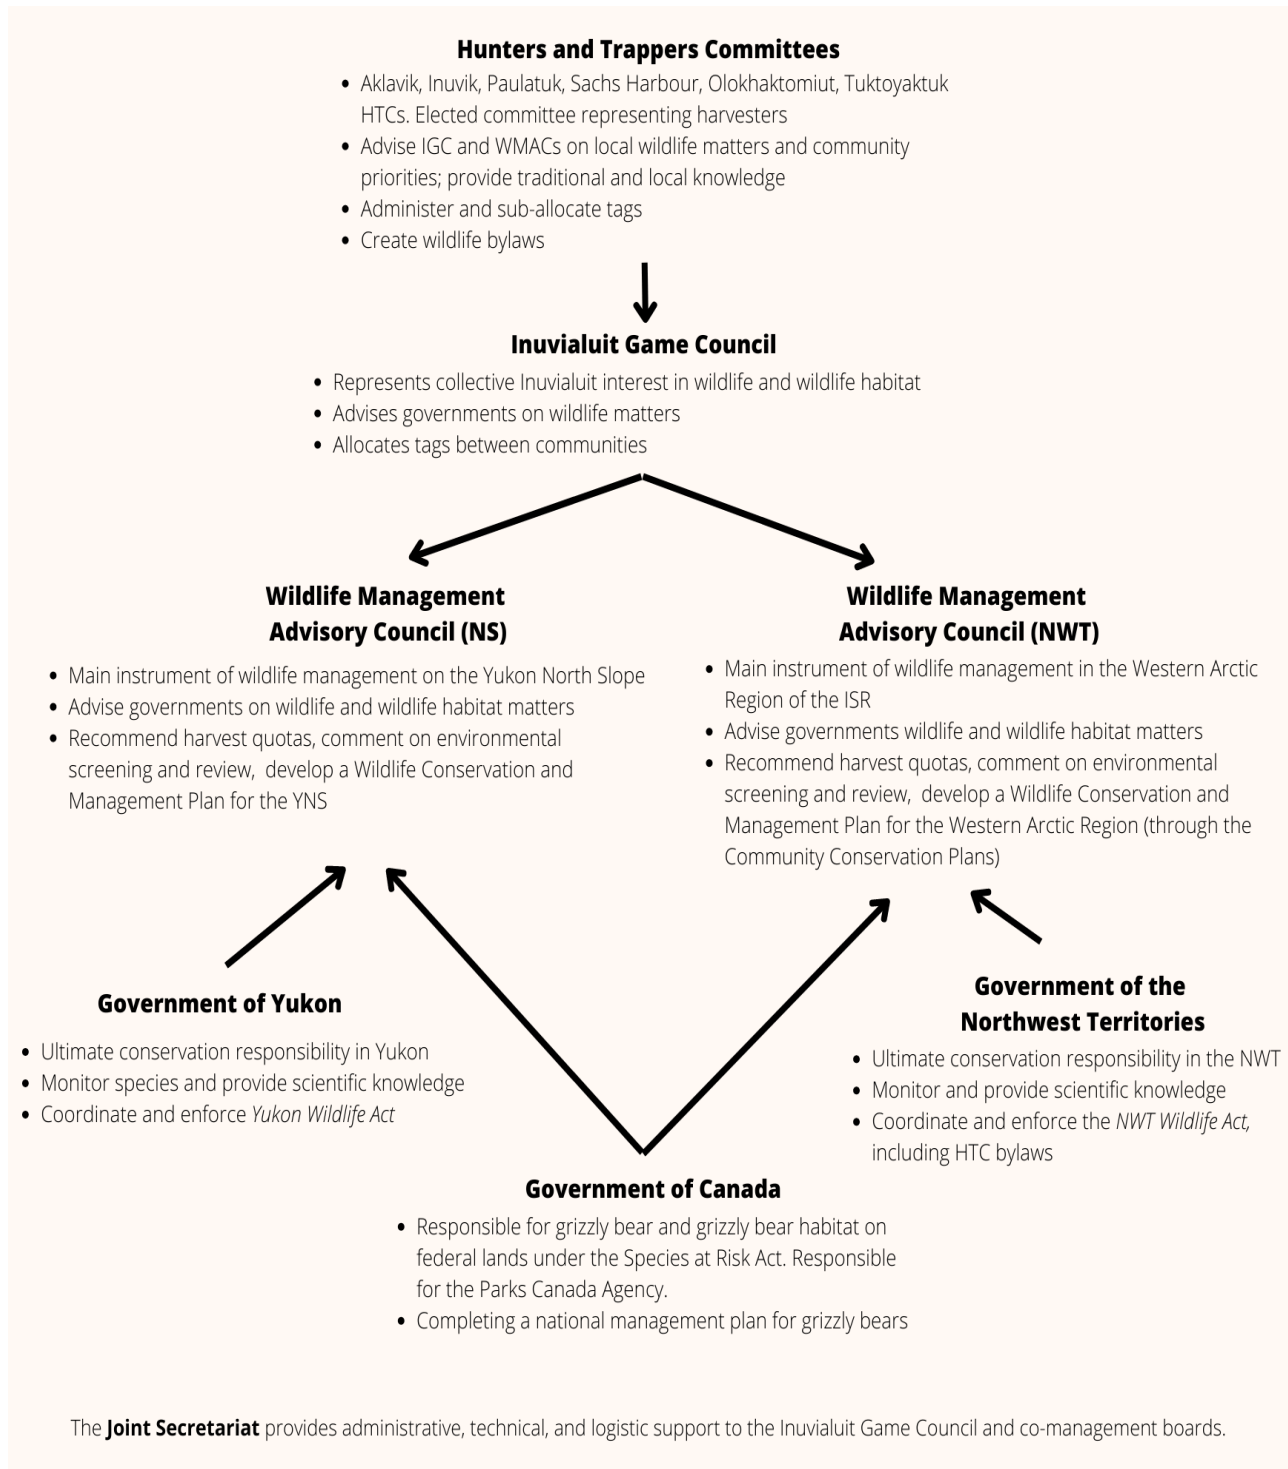 Hunters and Trappers Committees
• Aklavik, Inuvik, Paulatuk, Sachs Harbour, Olokhaktomiut, Tuktoyaktuk
HTCs. Elected committee representing harvesters
• Advise IGC and WMACs on local wildlife matters and community
priorities; provide traditional and local knowledge
• Administer and sub-allocate tags
• Create wildlife bylaws
Inuvialuit Game Council
• Represents collective Inuvialuit interest in wildlife and wildlife habitat
• Advises governments on wildlife matters
• Allocates tags between communities
Wildlife Management
Advisory Council (NS)
• Main instrument of wildlife management on the Yukon North Slope
• Advise governments on wildlife and wildlife habitat matters
• Recommend harvest quotas, comment on environmental
screening and review,  develop a Wildlife Conservation and
Management Plan for the YNS
Wildlife Management
Advisory Council (NWT)
• Main instrument of wildlife management in the Western Arctic
Region of the ISR
• Advise governments wildlife and wildlife habitat matters
• Recommend harvest quotas, comment on environmental
screening and review,  develop a Wildlife Conservation and
Management Plan for the Western Arctic Region (through the
Community Conservation Plans)
Government of Yukon
• Ultimate conservation responsibility in Yukon
• Monitor species and provide scientific knowledge
• Coordinate and enforce Yukon Wildlife Act
Government of the
Northwest Territories
• Ultimate conservation responsibility in the NWT
• Monitor and provide scientific knowledge
• Coordinate and enforce the NWT Wildlife Act,
including HTC bylaws
Government of Canada
• Responsible for grizzly bear and grizzly bear habitat on
federal lands under the Species at Risk Act. Responsible
for the Parks Canada Agency.
• Completing a national management plan for grizzly bears
The Joint Secretariat provides administrative, technical, and logistic support to the Inuvialuit Game Council and co-management boards.